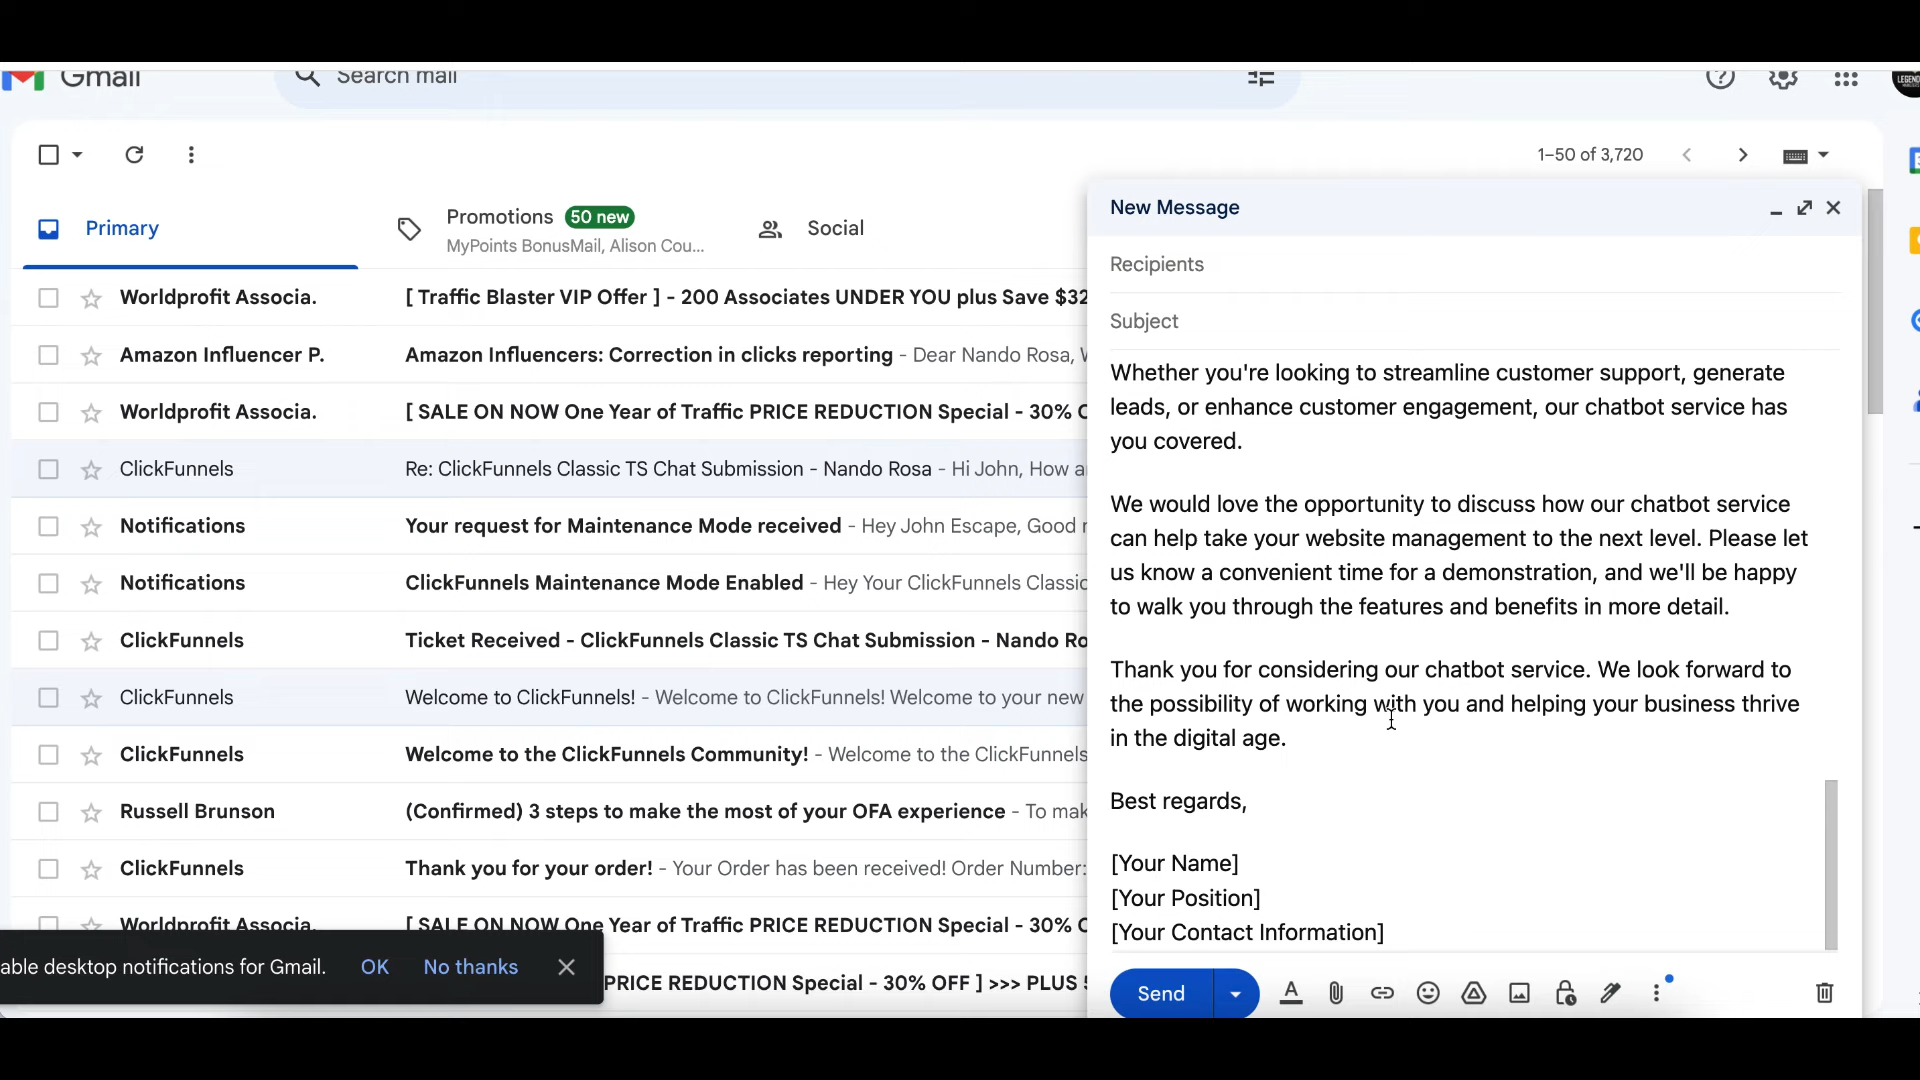 Gmail
Search mail
LEGEND
1–50 of 3,720
Primary
Promotions 50 new
MyPoints BonusMail, Alison Cou...
Social
Worldprofit Associa. [ Traffic Blaster VIP Offer ] - 200 Associates UNDER YOU plus Save $32
Amazon Influencer P. Amazon Influencers: Correction in clicks reporting - Dear Nando Rosa,
Worldprofit Associa. [ SALE ON NOW One Year of Traffic PRICE REDUCTION Special - 30%
ClickFunnels Re: ClickFunnels Classic TS Chat Submission - Nando Rosa - Hi John, How
Notifications Your request for Maintenance Mode received - Hey John Escape, Good
Notifications ClickFunnels Maintenance Mode Enabled - Hey Your ClickFunnels Classic
ClickFunnels Ticket Received - ClickFunnels Classic TS Chat Submission - Nando Ro
ClickFunnels Welcome to ClickFunnels! - Welcome to ClickFunnels! Welcome to your new
ClickFunnels Welcome to the ClickFunnels Community! - Welcome to the ClickFunnels
Russell Brunson (Confirmed) 3 steps to make the most of your OFA experience - To mak
ClickFunnels Thank you for your order! - Your Order has been received! Order Number:
Worldprofit Associa. [ SALE ON NOW One Year of Traffic PRICE REDUCTION Special - 30%
PRICE REDUCTION Special - 30% OFF ] >>> PLUS
able desktop notifications for Gmail. OK No thanks
New Message
Recipients
Subject
Whether you're looking to streamline customer support, generate
leads, or enhance customer engagement, our chatbot service has
you covered.
We would love the opportunity to discuss how our chatbot service
can help take your website management to the next level. Please let
us know a convenient time for a demonstration, and we'll be happy
to walk you through the features and benefits in more detail.
Thank you for considering our chatbot service. We look forward to
the possibility of working with you and helping your business thrive
in the digital age.
Best regards,
[Your Name]
[Your Position]
[Your Contact Information]
Send